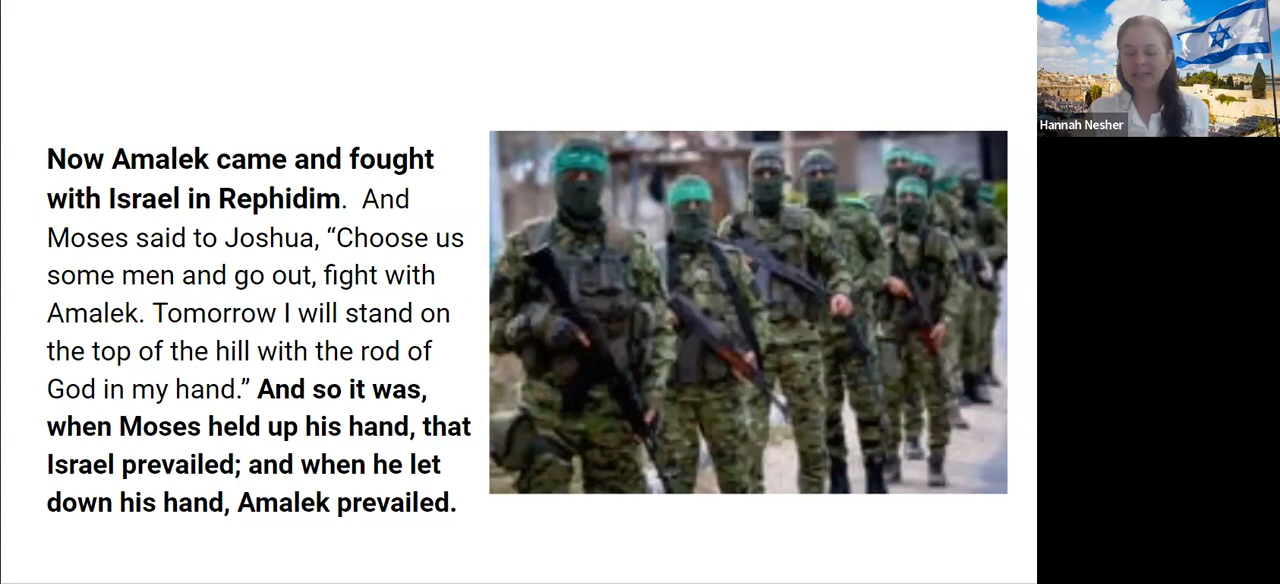 Now Amalek came and fought
with Israel in Rephidim.  And
Moses said to Joshua, “Choose us
some men and go out, fight with
Amalek. Tomorrow I will stand on
the top of the hill with the rod of
God in my hand.” And so it was,
when Moses held up his hand, that
Israel prevailed; and when he let
down his hand, Amalek prevailed.
Hannah Nesher